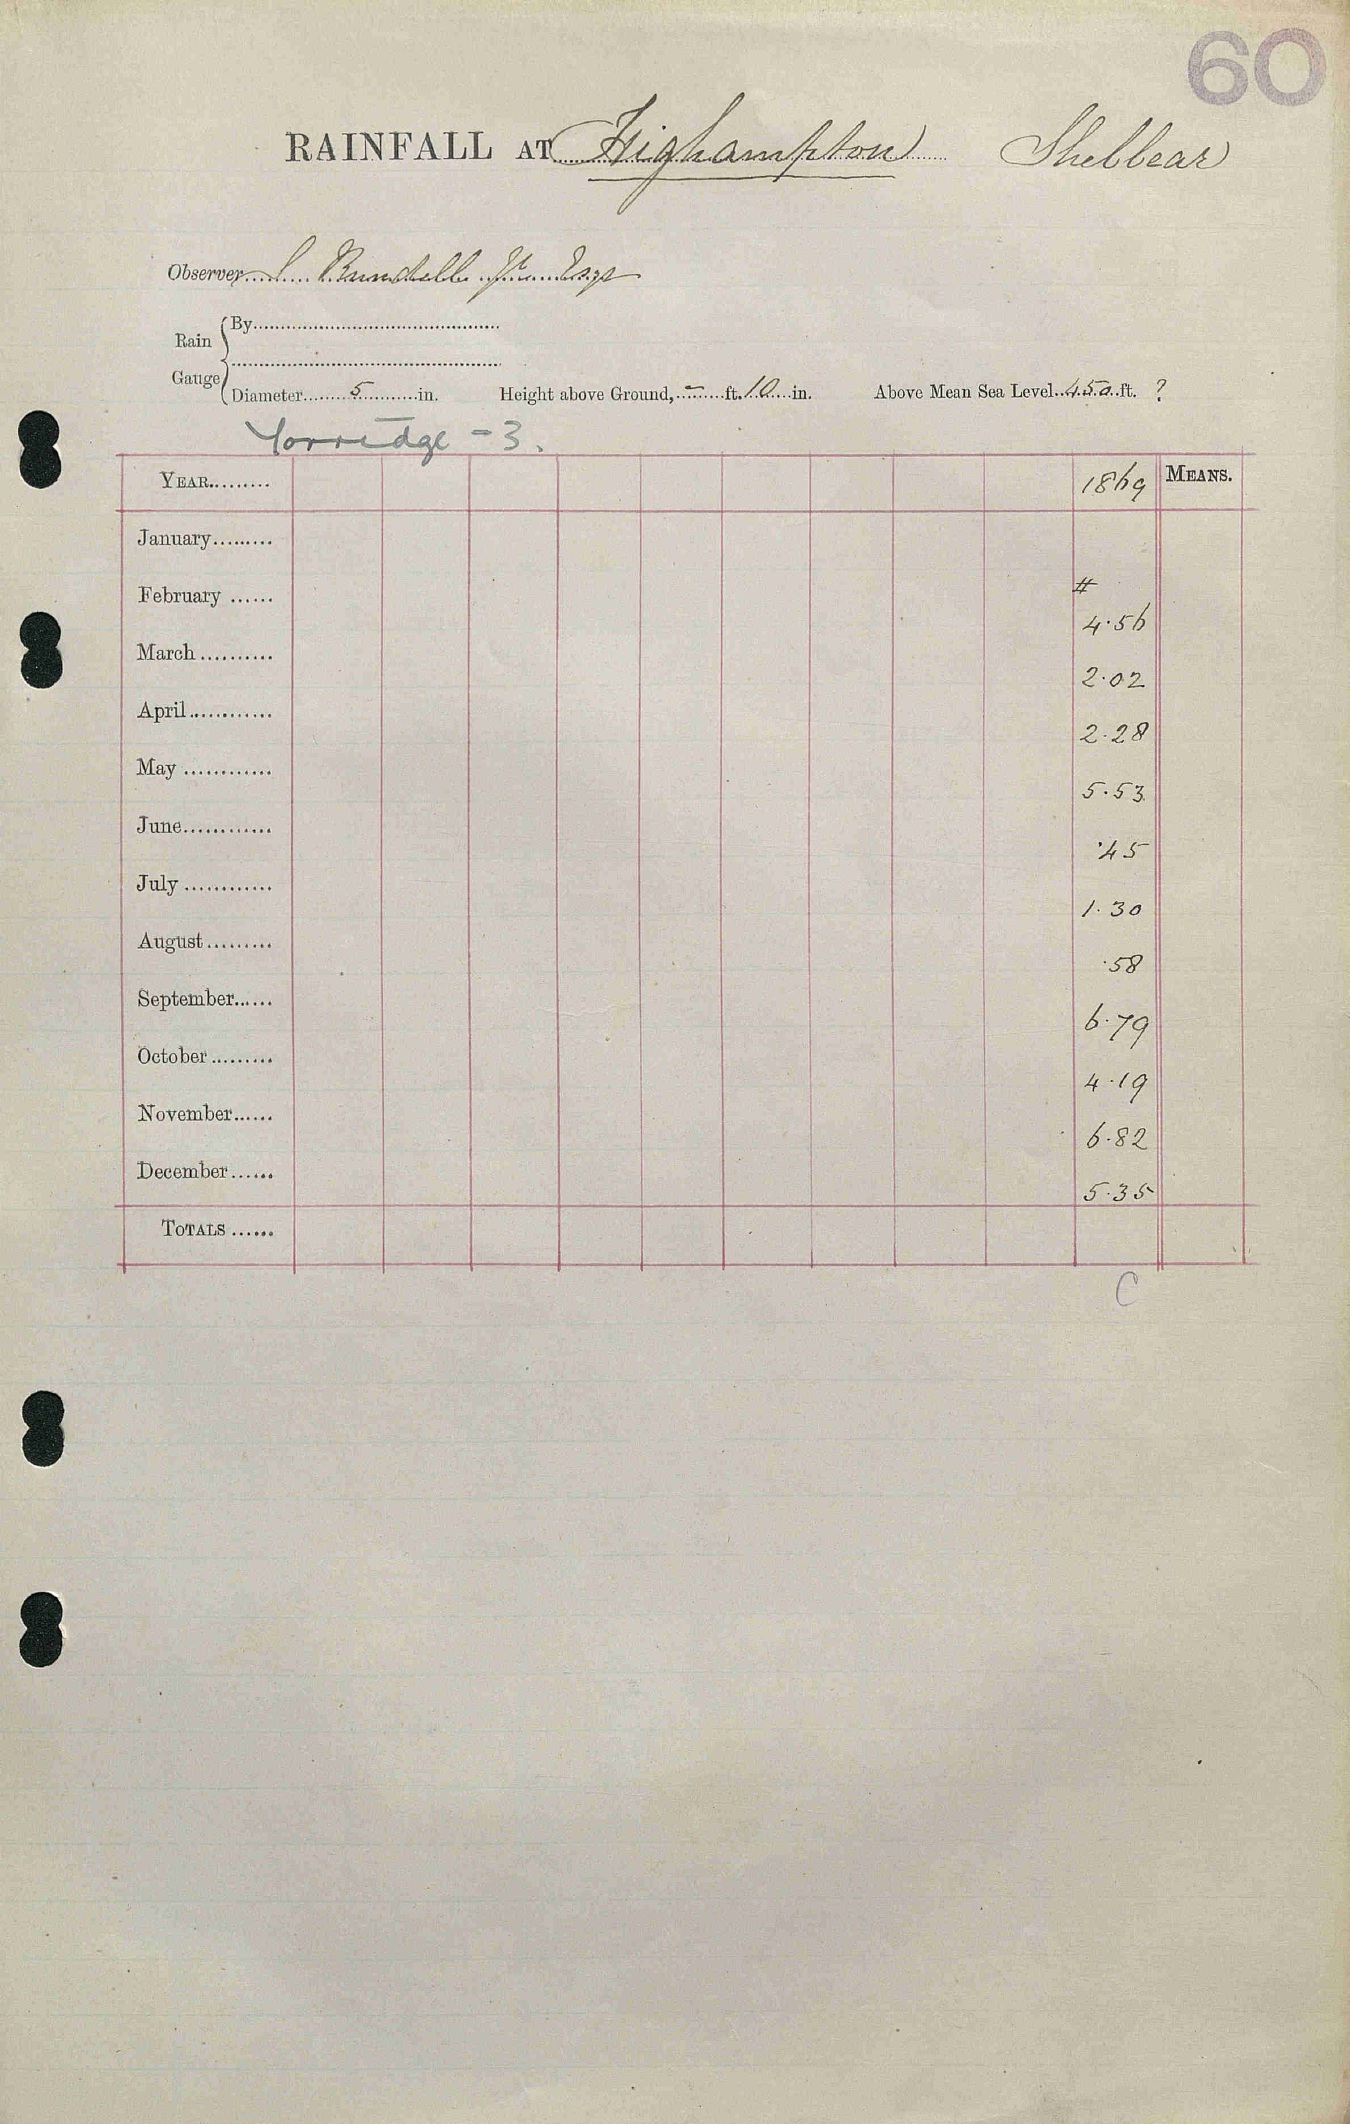 60
RAINFALL AT Highampton Shebbear
Observer Rundell Esqr
Rain Gauge
By
Diameter 5 in. Height above Ground, - ft. 10 in. Above Mean Sea Level 450 ft. ?
Torridge - 3.
YEAR 1869 MEANS.
January
February #
4.56
March
2.02
April
2.28
May
5.53
June
.45
July
1.30
August
.58
September
6.79
October
4.19
November
6.82
December
5.35
TOTALS
C